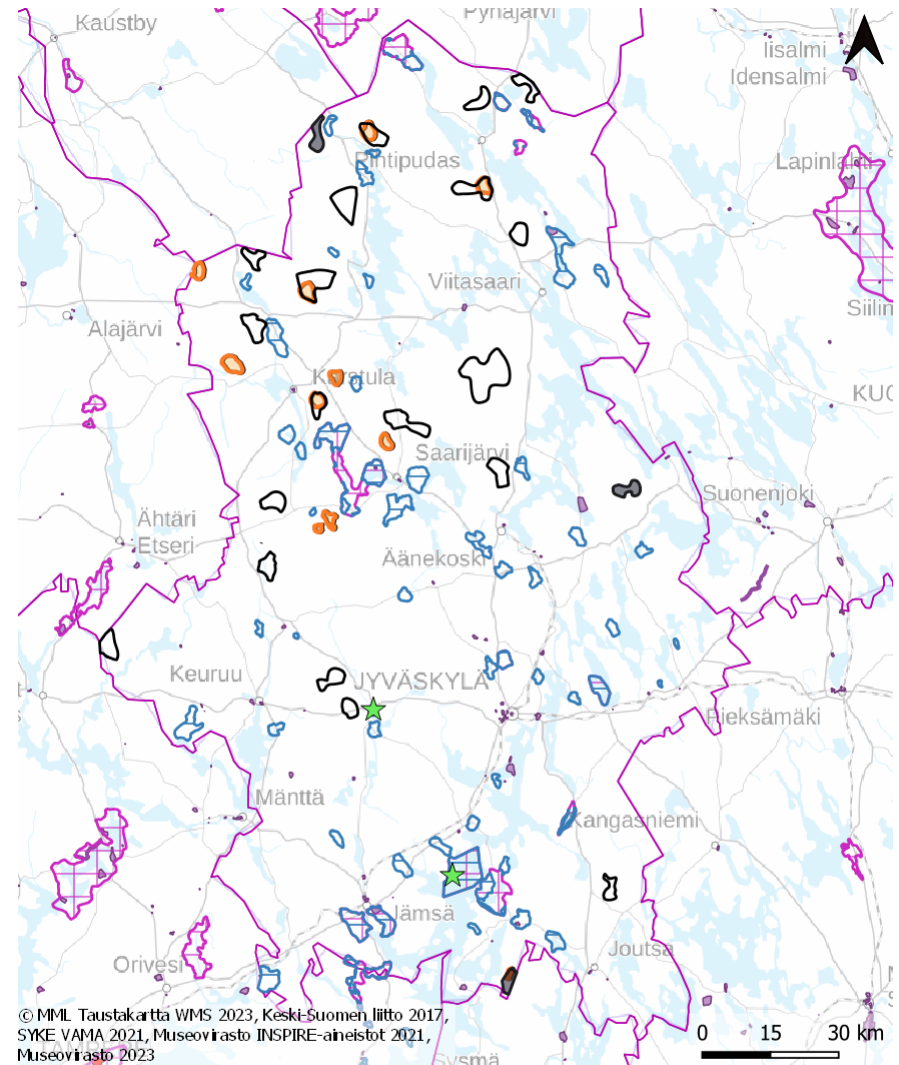 Kaustby
Pyhäjärvi
Iisalmi
Idensalmi
Lapinlahti
Pihtipudas
Viitasaari
Alajärvi
Siilin
Karstula
KUO
Saarijärvi
Suonenjoki
Ähtäri
Etseri
Äänekoski
Keuruu
JYVÄSKYLÄ
Pieksämäki
Mänttä
Kangasniemi
Jämsä
Joutsa
Orivesi
© MML Taustakartta WMS 2023, Keski-Suomen liitto 2017,
SYKE VAMA 2021, Museovirasto INSPIRE-aineistot 2021,
Museovirasto 2023
Sysmä
0 15 30 km